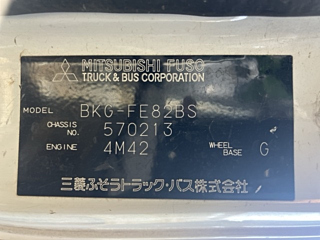 MITSUBISHI FUSO
TRUCK & BUS CORPORATION
MODEL BKG-FE82BS
CHASSIS NO. 570213
ENGINE 4M42 WHEEL BASE G
三菱ふそうトラック・バス株式会社